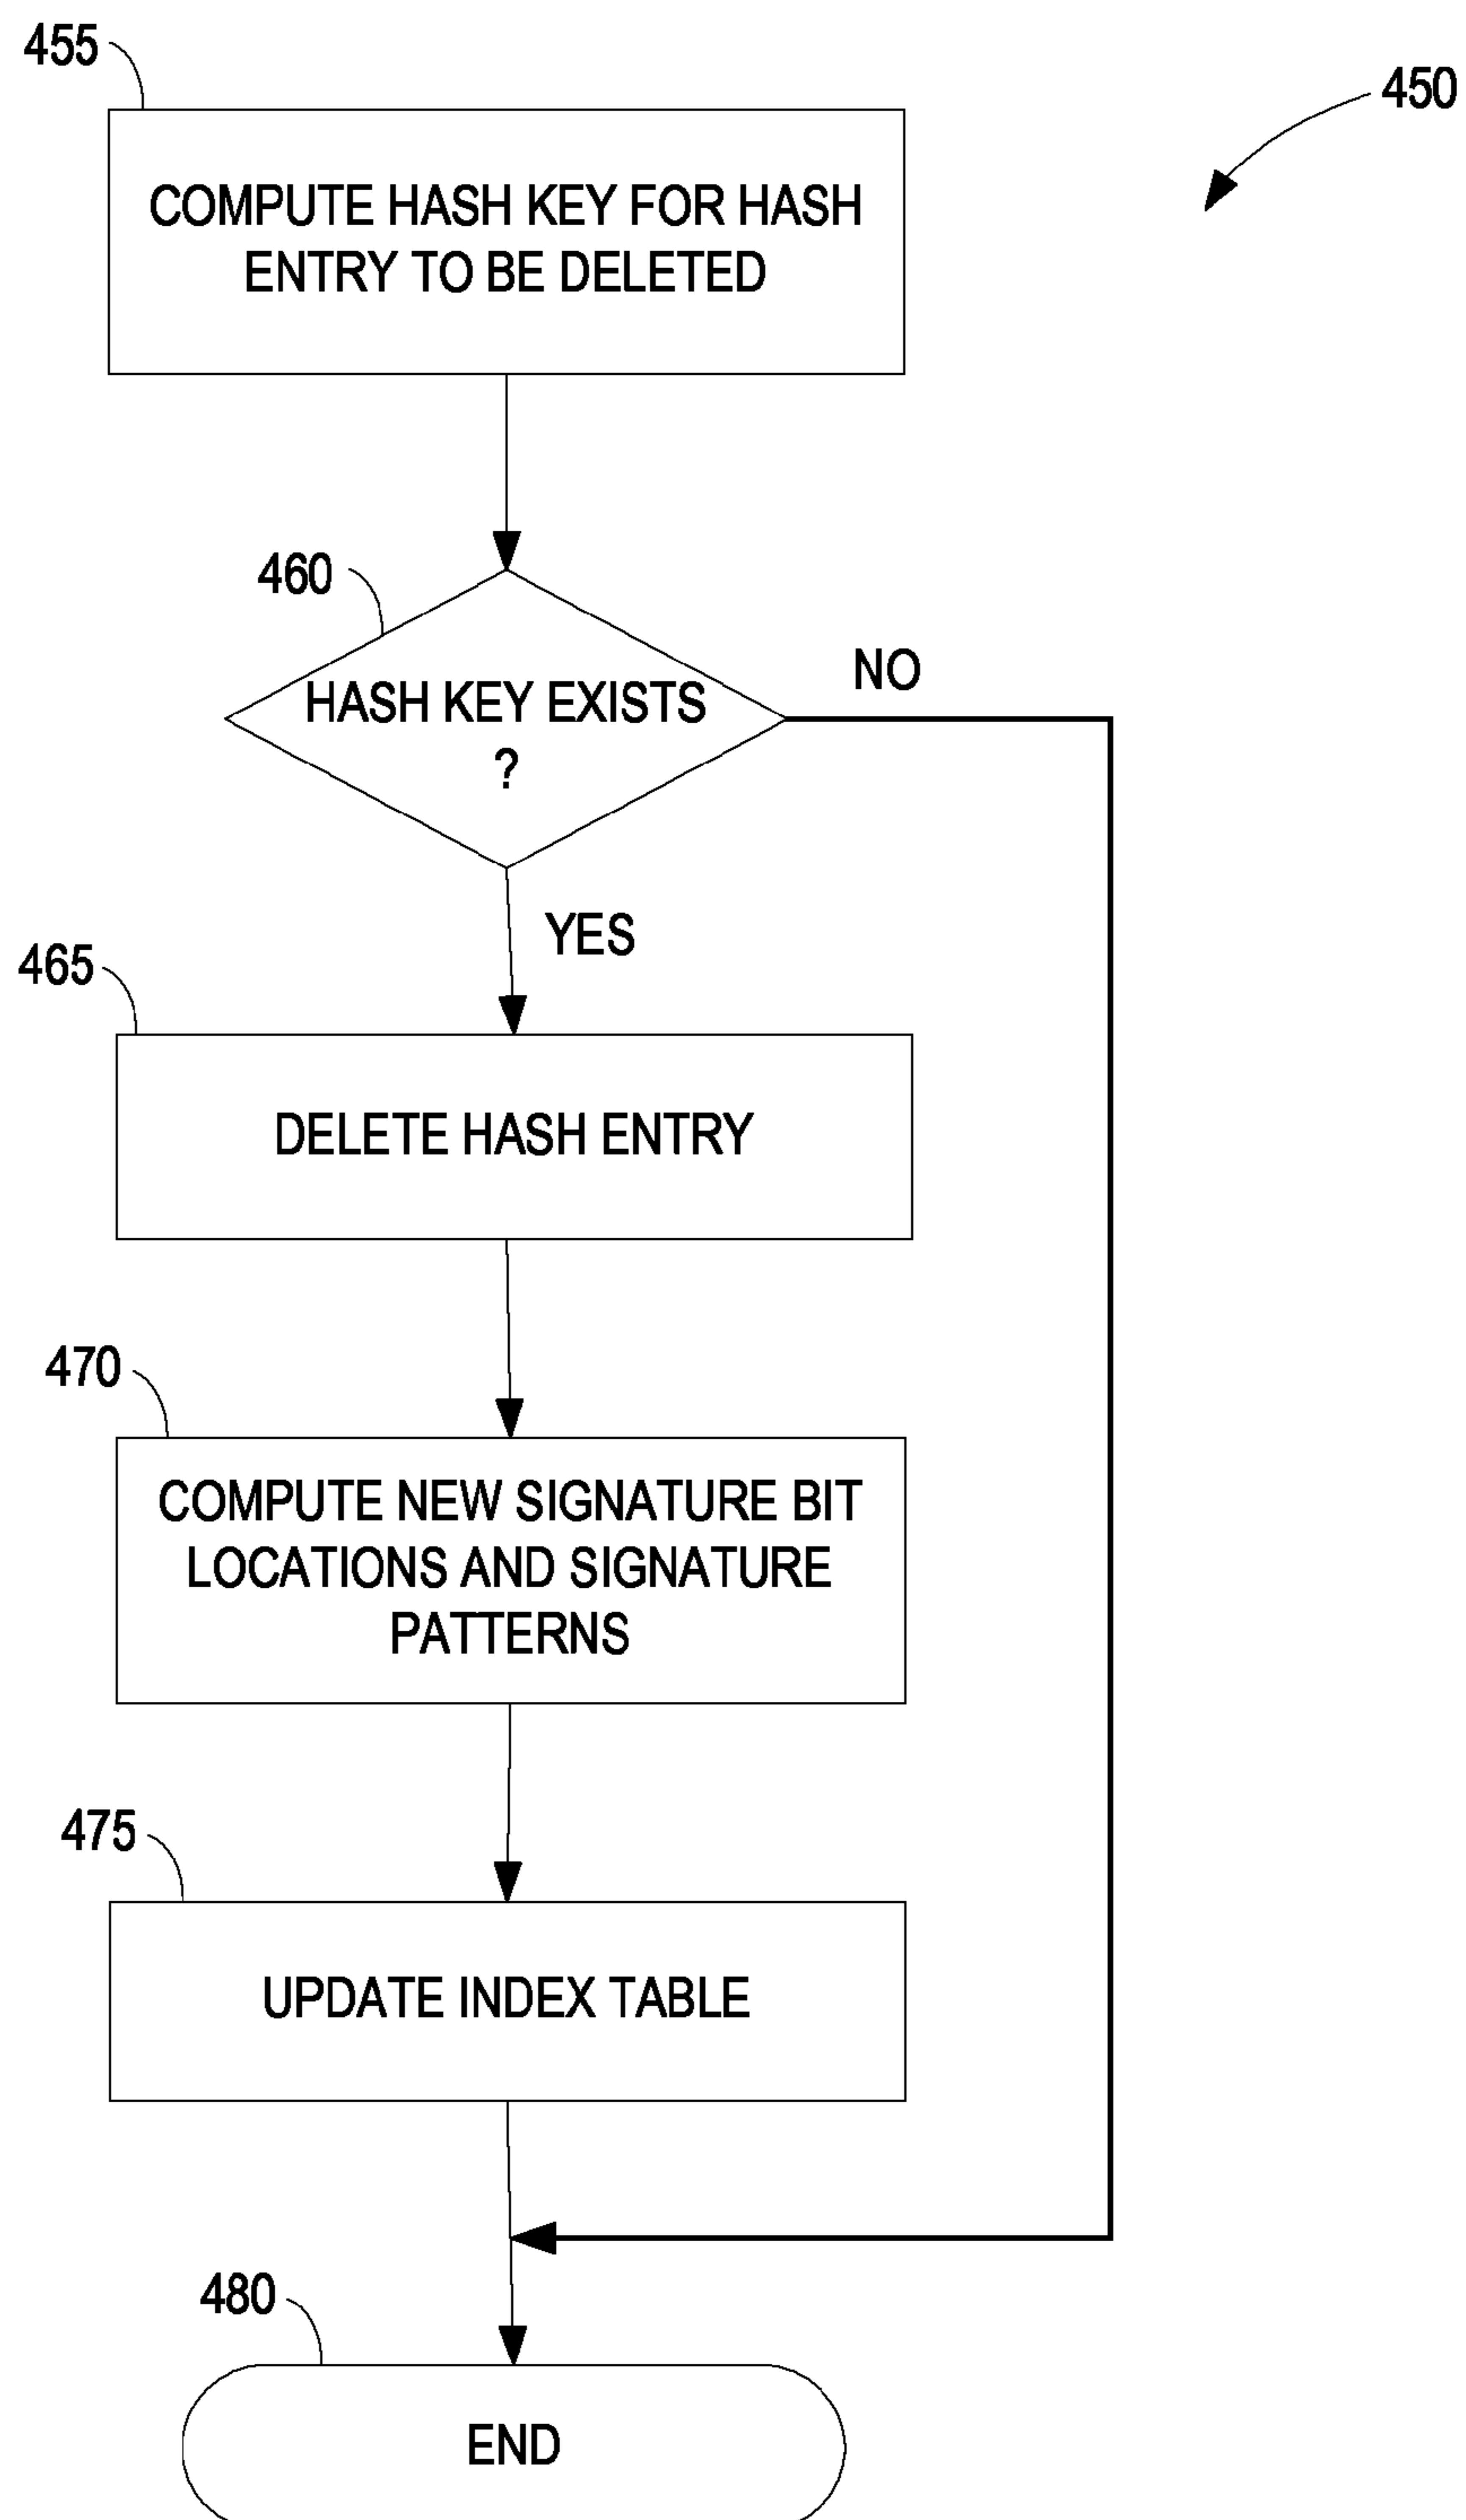 455
450
COMPUTE HASH KEY FOR HASH
ENTRY TO BE DELETED
460
NO
HASH KEY EXISTS
?
YES
465
DELETE HASH ENTRY
470
COMPUTE NEW SIGNATURE BIT
LOCATIONS AND SIGNATURE
PATTERNS
475
UPDATE INDEX TABLE
480
END